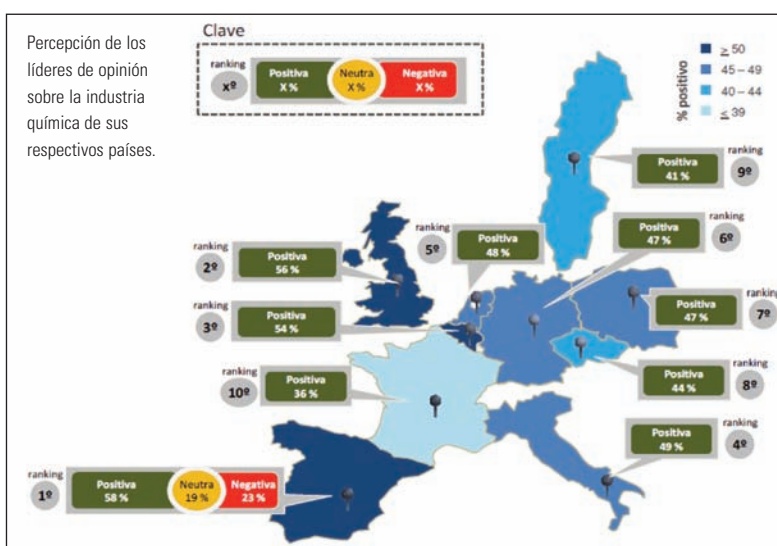 Percepción de los
líderes de opinión
sobre la industria
química de sus
respectivos países.
Clave
ranking
xº
Positiva
X %
Neutra
X %
Negativa
X %
% positivo
≥ 50
45 – 49
40 – 44
≤ 39
ranking
9º
Positiva
41 %
ranking
6º
Positiva
47 %
ranking
5º
Positiva
48 %
ranking
2º
Positiva
56 %
ranking
3º
Positiva
54 %
ranking
7º
Positiva
47 %
ranking
8º
Positiva
44 %
ranking
10º
Positiva
36 %
ranking
4º
Positiva
49 %
ranking
1º
Positiva
58 %
Neutra
19 %
Negativa
23 %